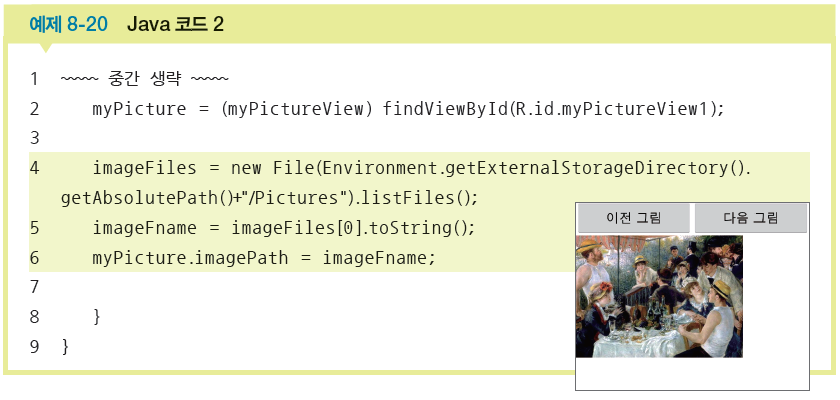 예제 8-20 Java 코드 2
1 ~~~~~ 중간 생략 ~~~~~
2 myPicture = (myPictureView) findViewById(R.id.myPictureView1);
3
4 imageFiles = new File(Environment.getExternalStorageDirectory().
getAbsolutePath()+"/Pictures").listFiles();
5 imageFname = imageFiles[0].toString();
6 myPicture.imagePath = imageFname;
7
8 }
9 }
이전 그림 다음 그림